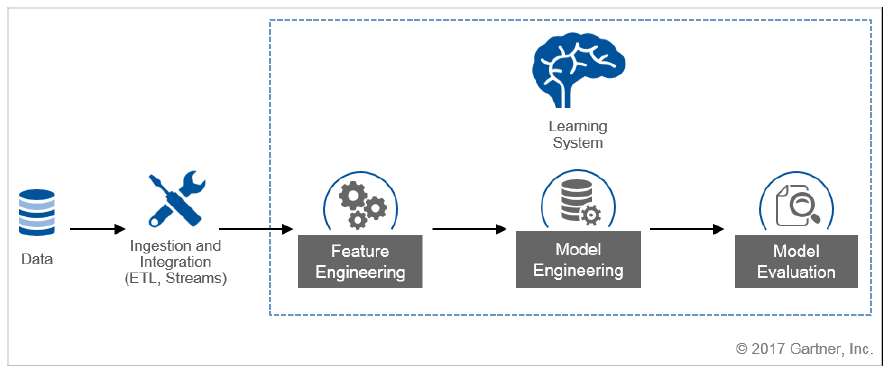 Learning
System
Data
Ingestion and
Integration
(ETL, Streams)
Feature
Engineering
Model
Engineering
Model
Evaluation
© 2017 Gartner, Inc.